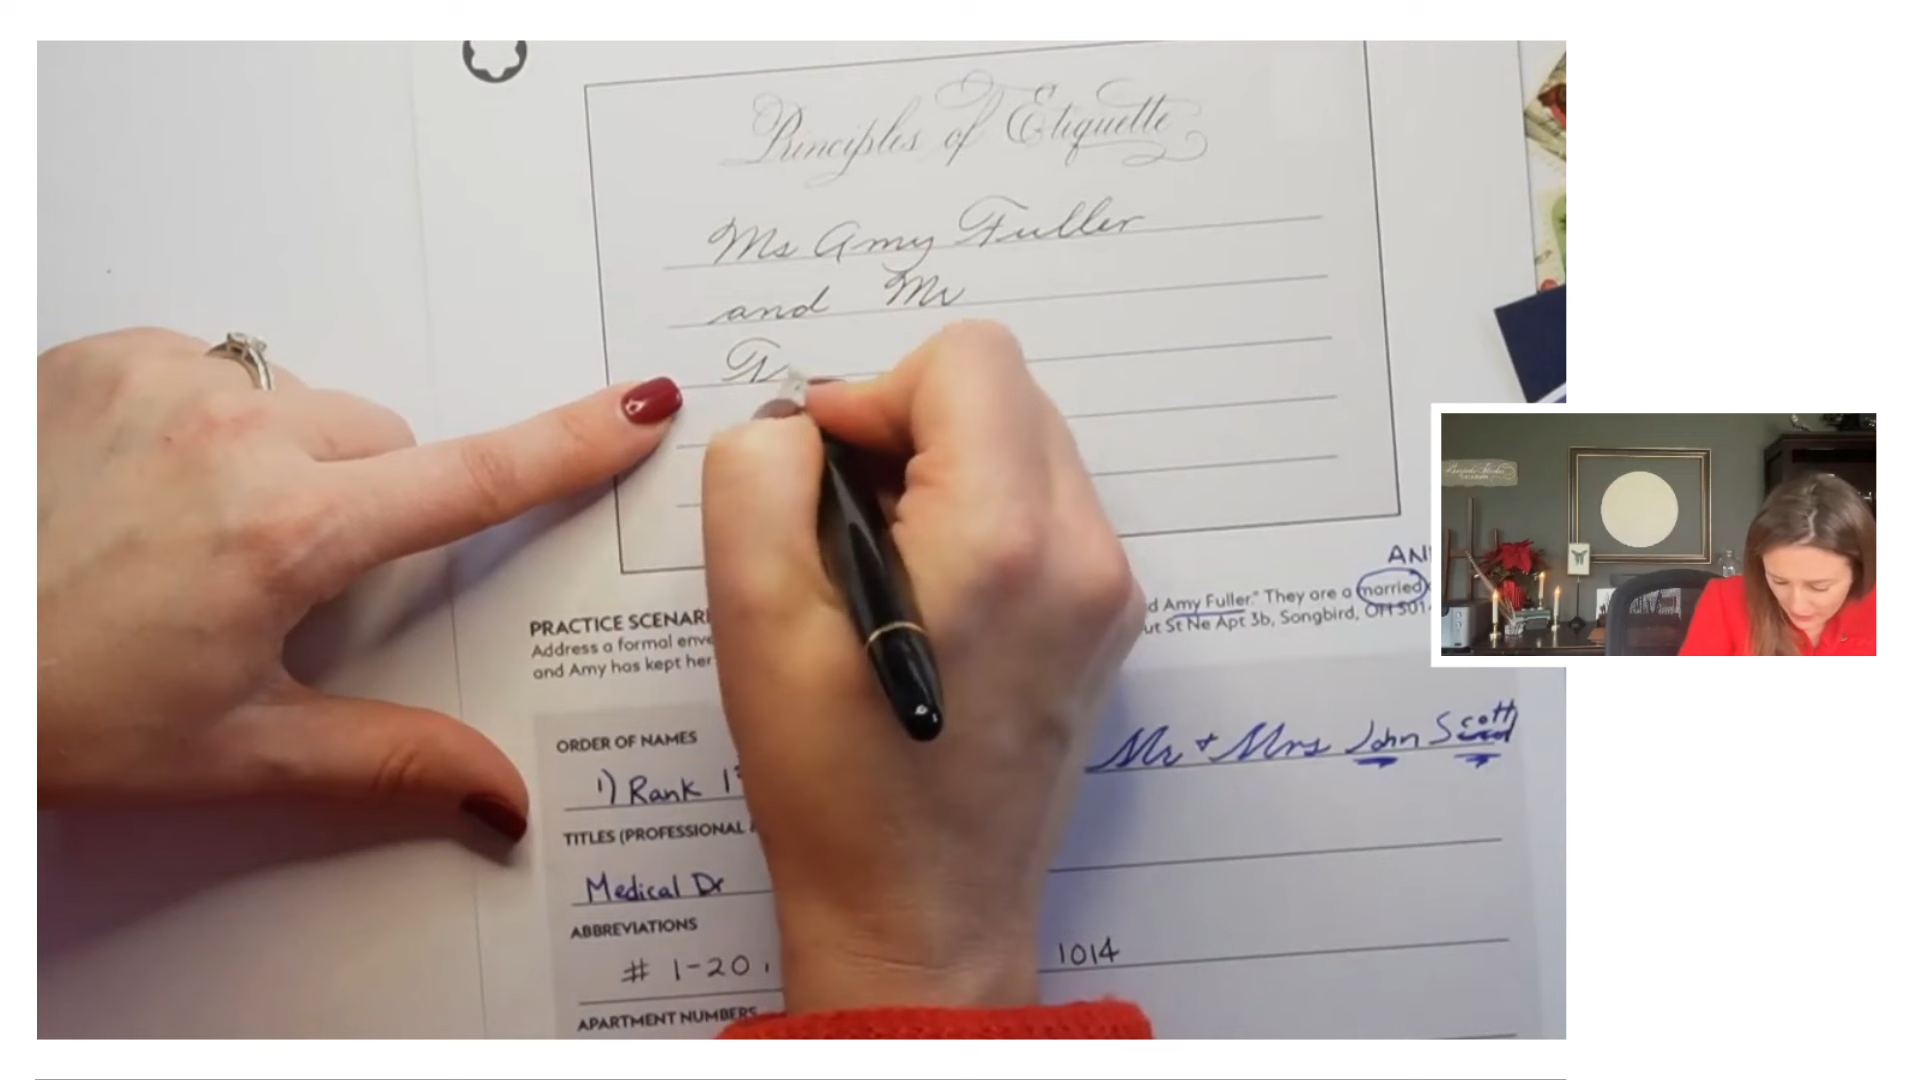 Principles of Etiquette
Ms Amy Fuller
and Mr
PRACTICE SCENARI
d Amy Fuller." They are a married
Address a formal enve
ut St Ne Apt 3b, Songbird, OH 501
and Amy has kept her
AN
ORDER OF NAMES
1) Rank 1
Mr + Mrs John Scott
TITLES (PROFESSIONAL
Medical Dr
ABBREVIATIONS
# 1-20,
1014
APARTMENT NUMBERS